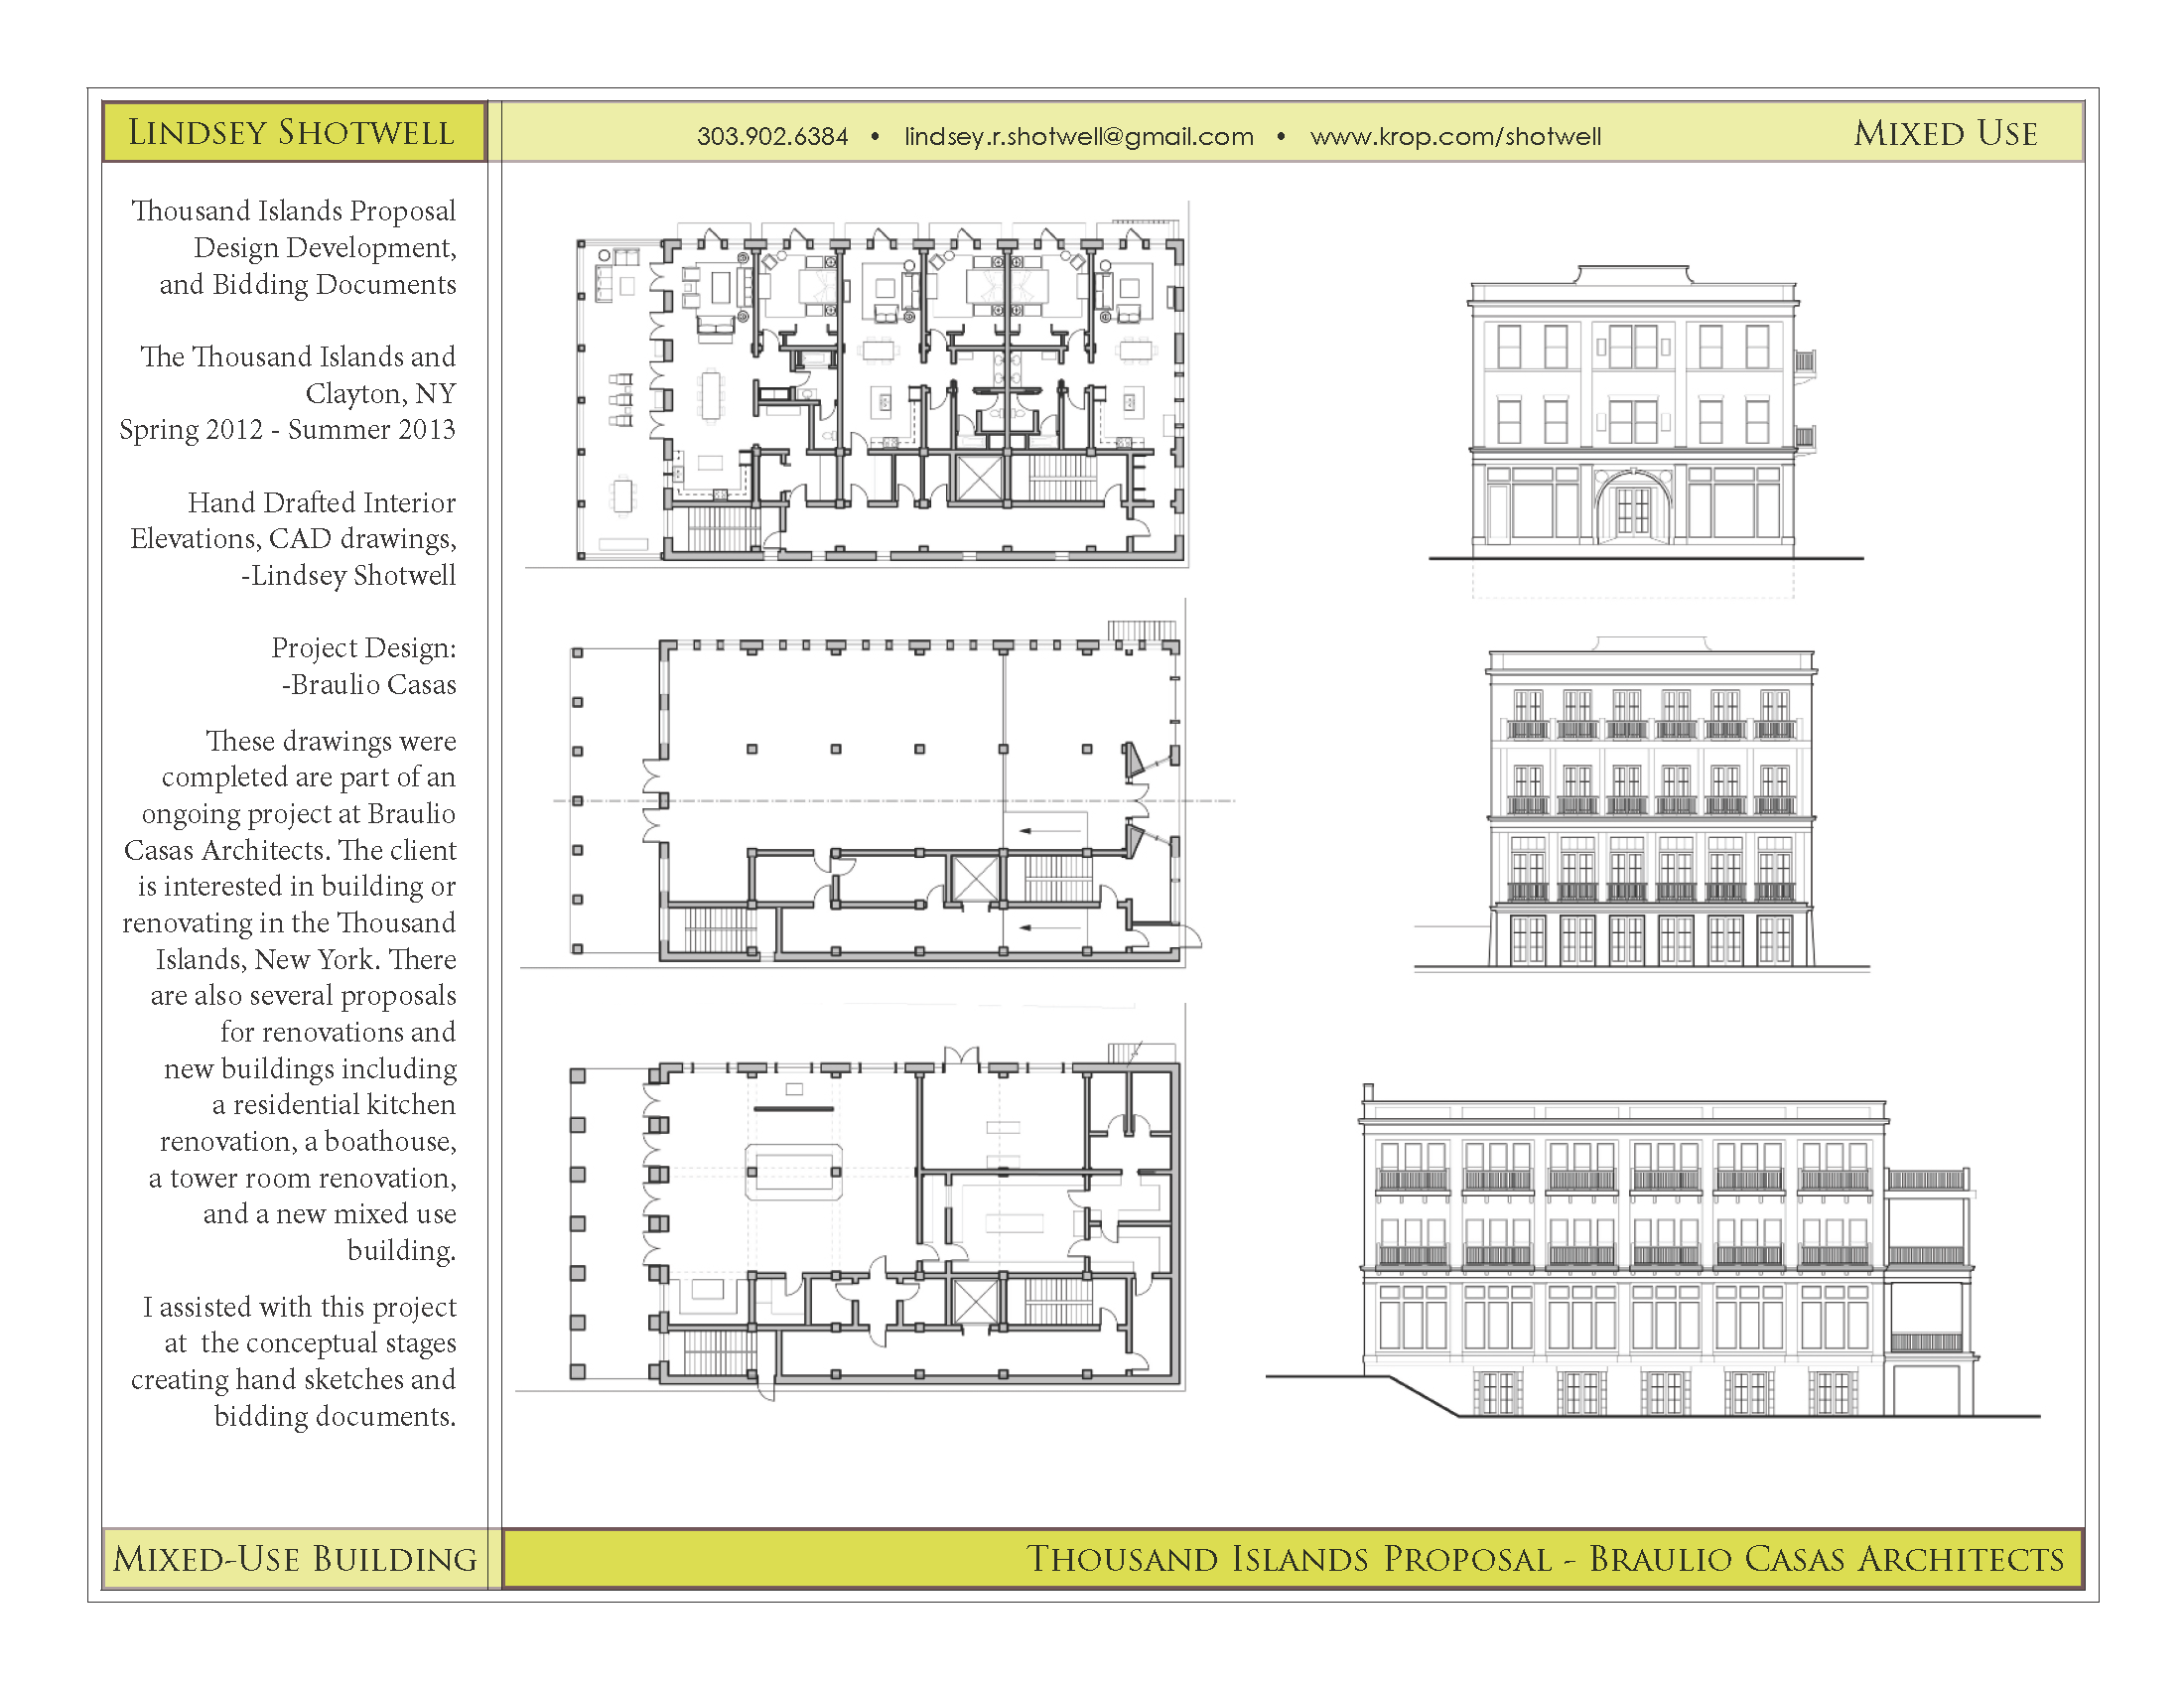 Lindsey Shotwell
303.902.6384 • lindsey.r.shotwell@gmail.com • www.krop.com/shotwell
Mixed Use
Thousand Islands Proposal
Design Development,
and Bidding Documents
The Thousand Islands and
Clayton, NY
Spring 2012 - Summer 2013
Hand Drafted Interior
Elevations, CAD drawings,
-Lindsey Shotwell
Project Design:
-Braulio Casas
These drawings were
completed are part of an
ongoing project at Braulio
Casas Architects. The client
is interested in building or
renovating in the Thousand
Islands, New York. There
are also several proposals
for renovations and
new buildings including
a residential kitchen
renovation, a boathouse,
a tower room renovation,
and a new mixed use
building.
I assisted with this project
at the conceptual stages
creating hand sketches and
bidding documents.
Mixed-Use Building
Thousand Islands Proposal - Braulio Casas Architects